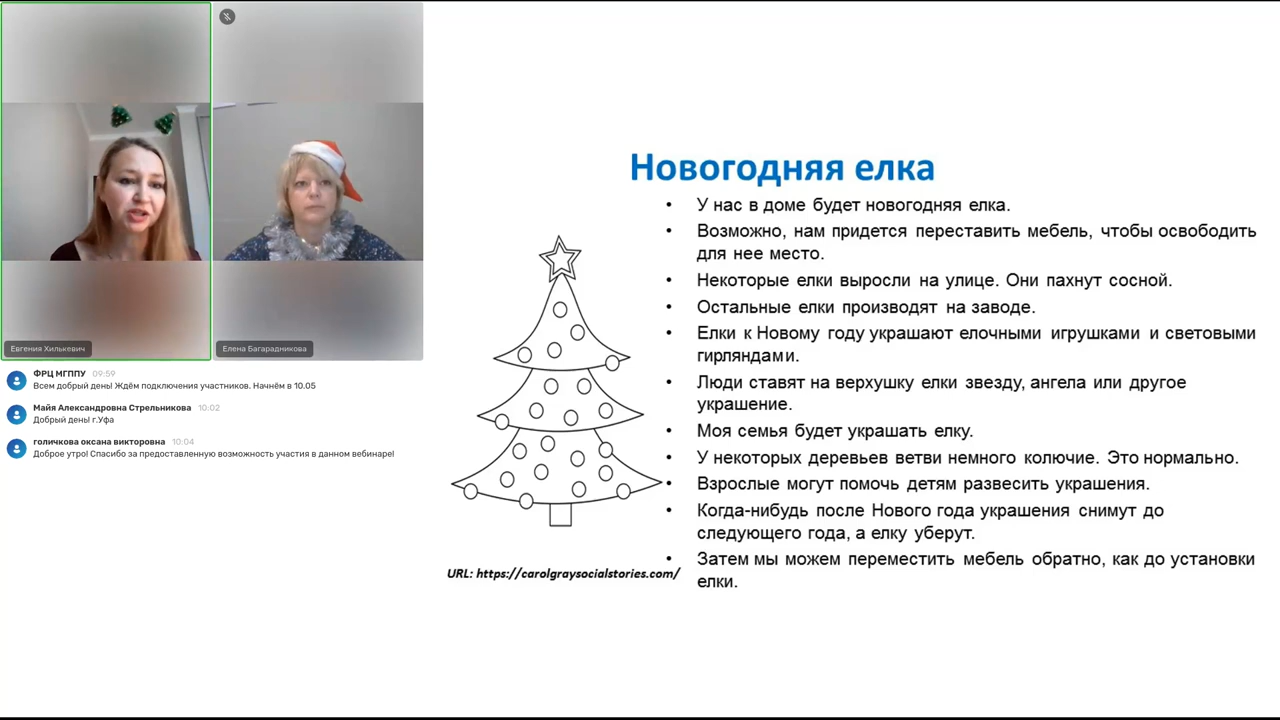 Евгения Хилькевич
Елена Багарадникова
ФРЦ МГППУ 09:59
Всем добрый день! Ждём подключения участников. Начнём в 10.05
Майя Александровна Стрельникова 10:02
Добрый день! г.Уфа
голичкова оксана викторовна 10:04
Доброе утро! Спасибо за предоставленную возможность участия в данном вебинаре!
Новогодняя елка
• У нас в доме будет новогодняя елка.
• Возможно, нам придется переставить мебель, чтобы освободить
для нее место.
• Некоторые елки выросли на улице. Они пахнут сосной.
• Остальные елки производят на заводе.
• Елки к Новому году украшают елочными игрушками и световыми
гирляндами.
• Люди ставят на верхушку елки звезду, ангела или другое
украшение.
• Моя семья будет украшать елку.
• У некоторых деревьев ветви немного колючие. Это нормально.
• Взрослые могут помочь детям развесить украшения.
• Когда-нибудь после Нового года украшения снимут до
следующего года, а елку уберут.
• Затем мы можем переместить мебель обратно, как до установки
елки.
URL: https://carolgraysocialstories.com/